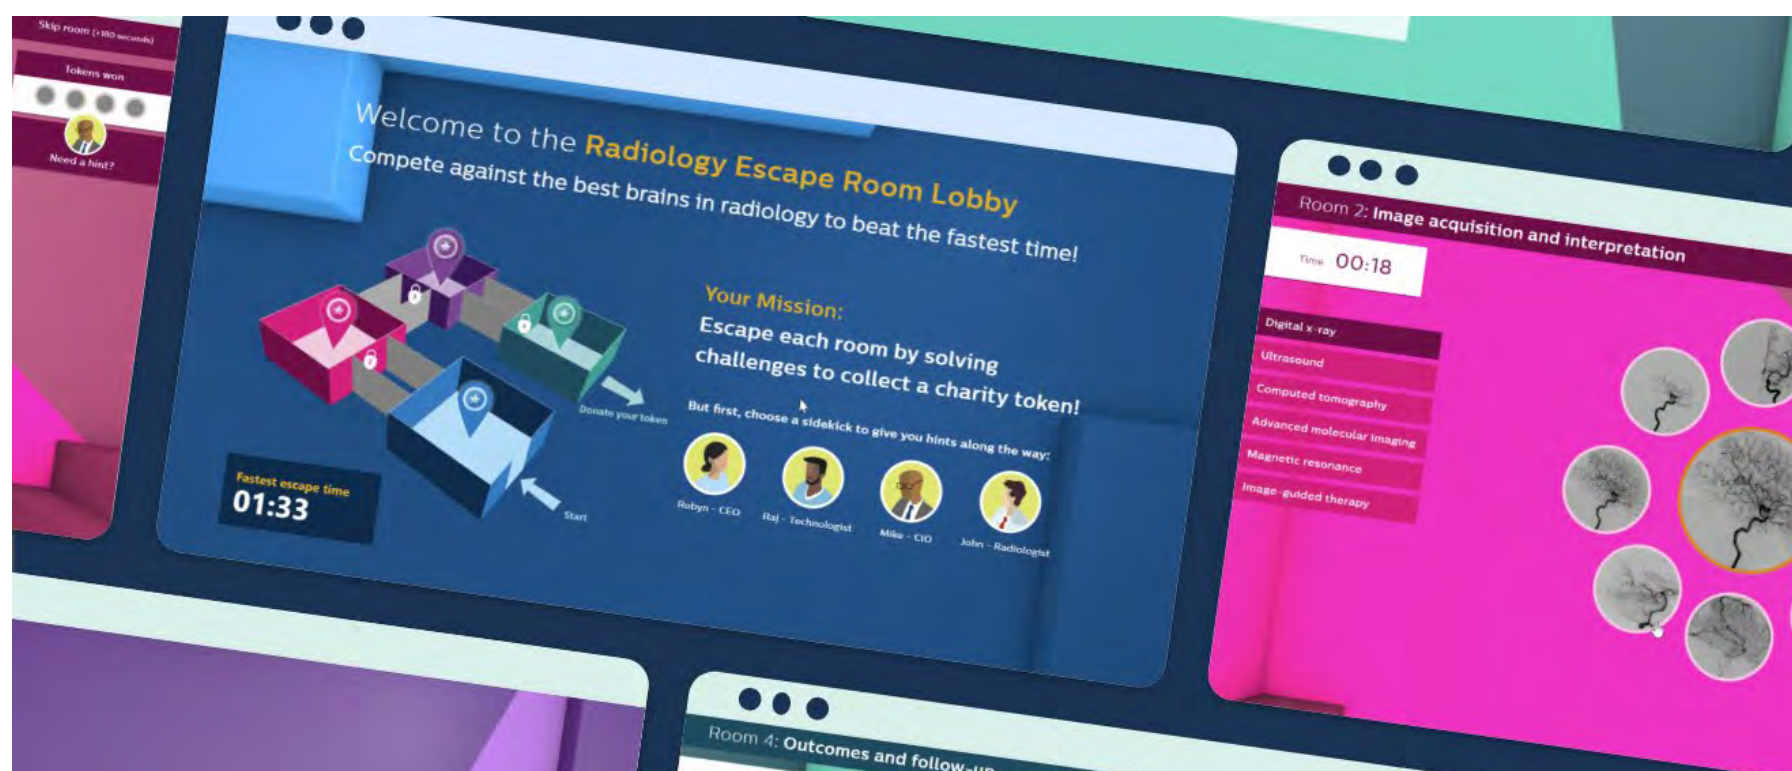 Skip room (+180 seconds)
Tokens won
Need a hint?
Welcome to the Radiology Escape Room Lobby
Compete against the best brains in radiology to beat the fastest time!
Your Mission:
Escape each room by solving
challenges to collect a charity token!
But first, choose a sidekick to give you hints along the way:
Robyn - CEO
Raj - Technologist
Mike - CIO
John - Radiologist
Donate your token
Start
Fastest escape time
01:33
Room 2: Image acquisition and interpretation
Time 00:18
Digital x-ray
Ultrasound
Computed tomography
Advanced molecular imaging
Magnetic resonance
Image-guided therapy
Room 4: Outcomes and follow-up